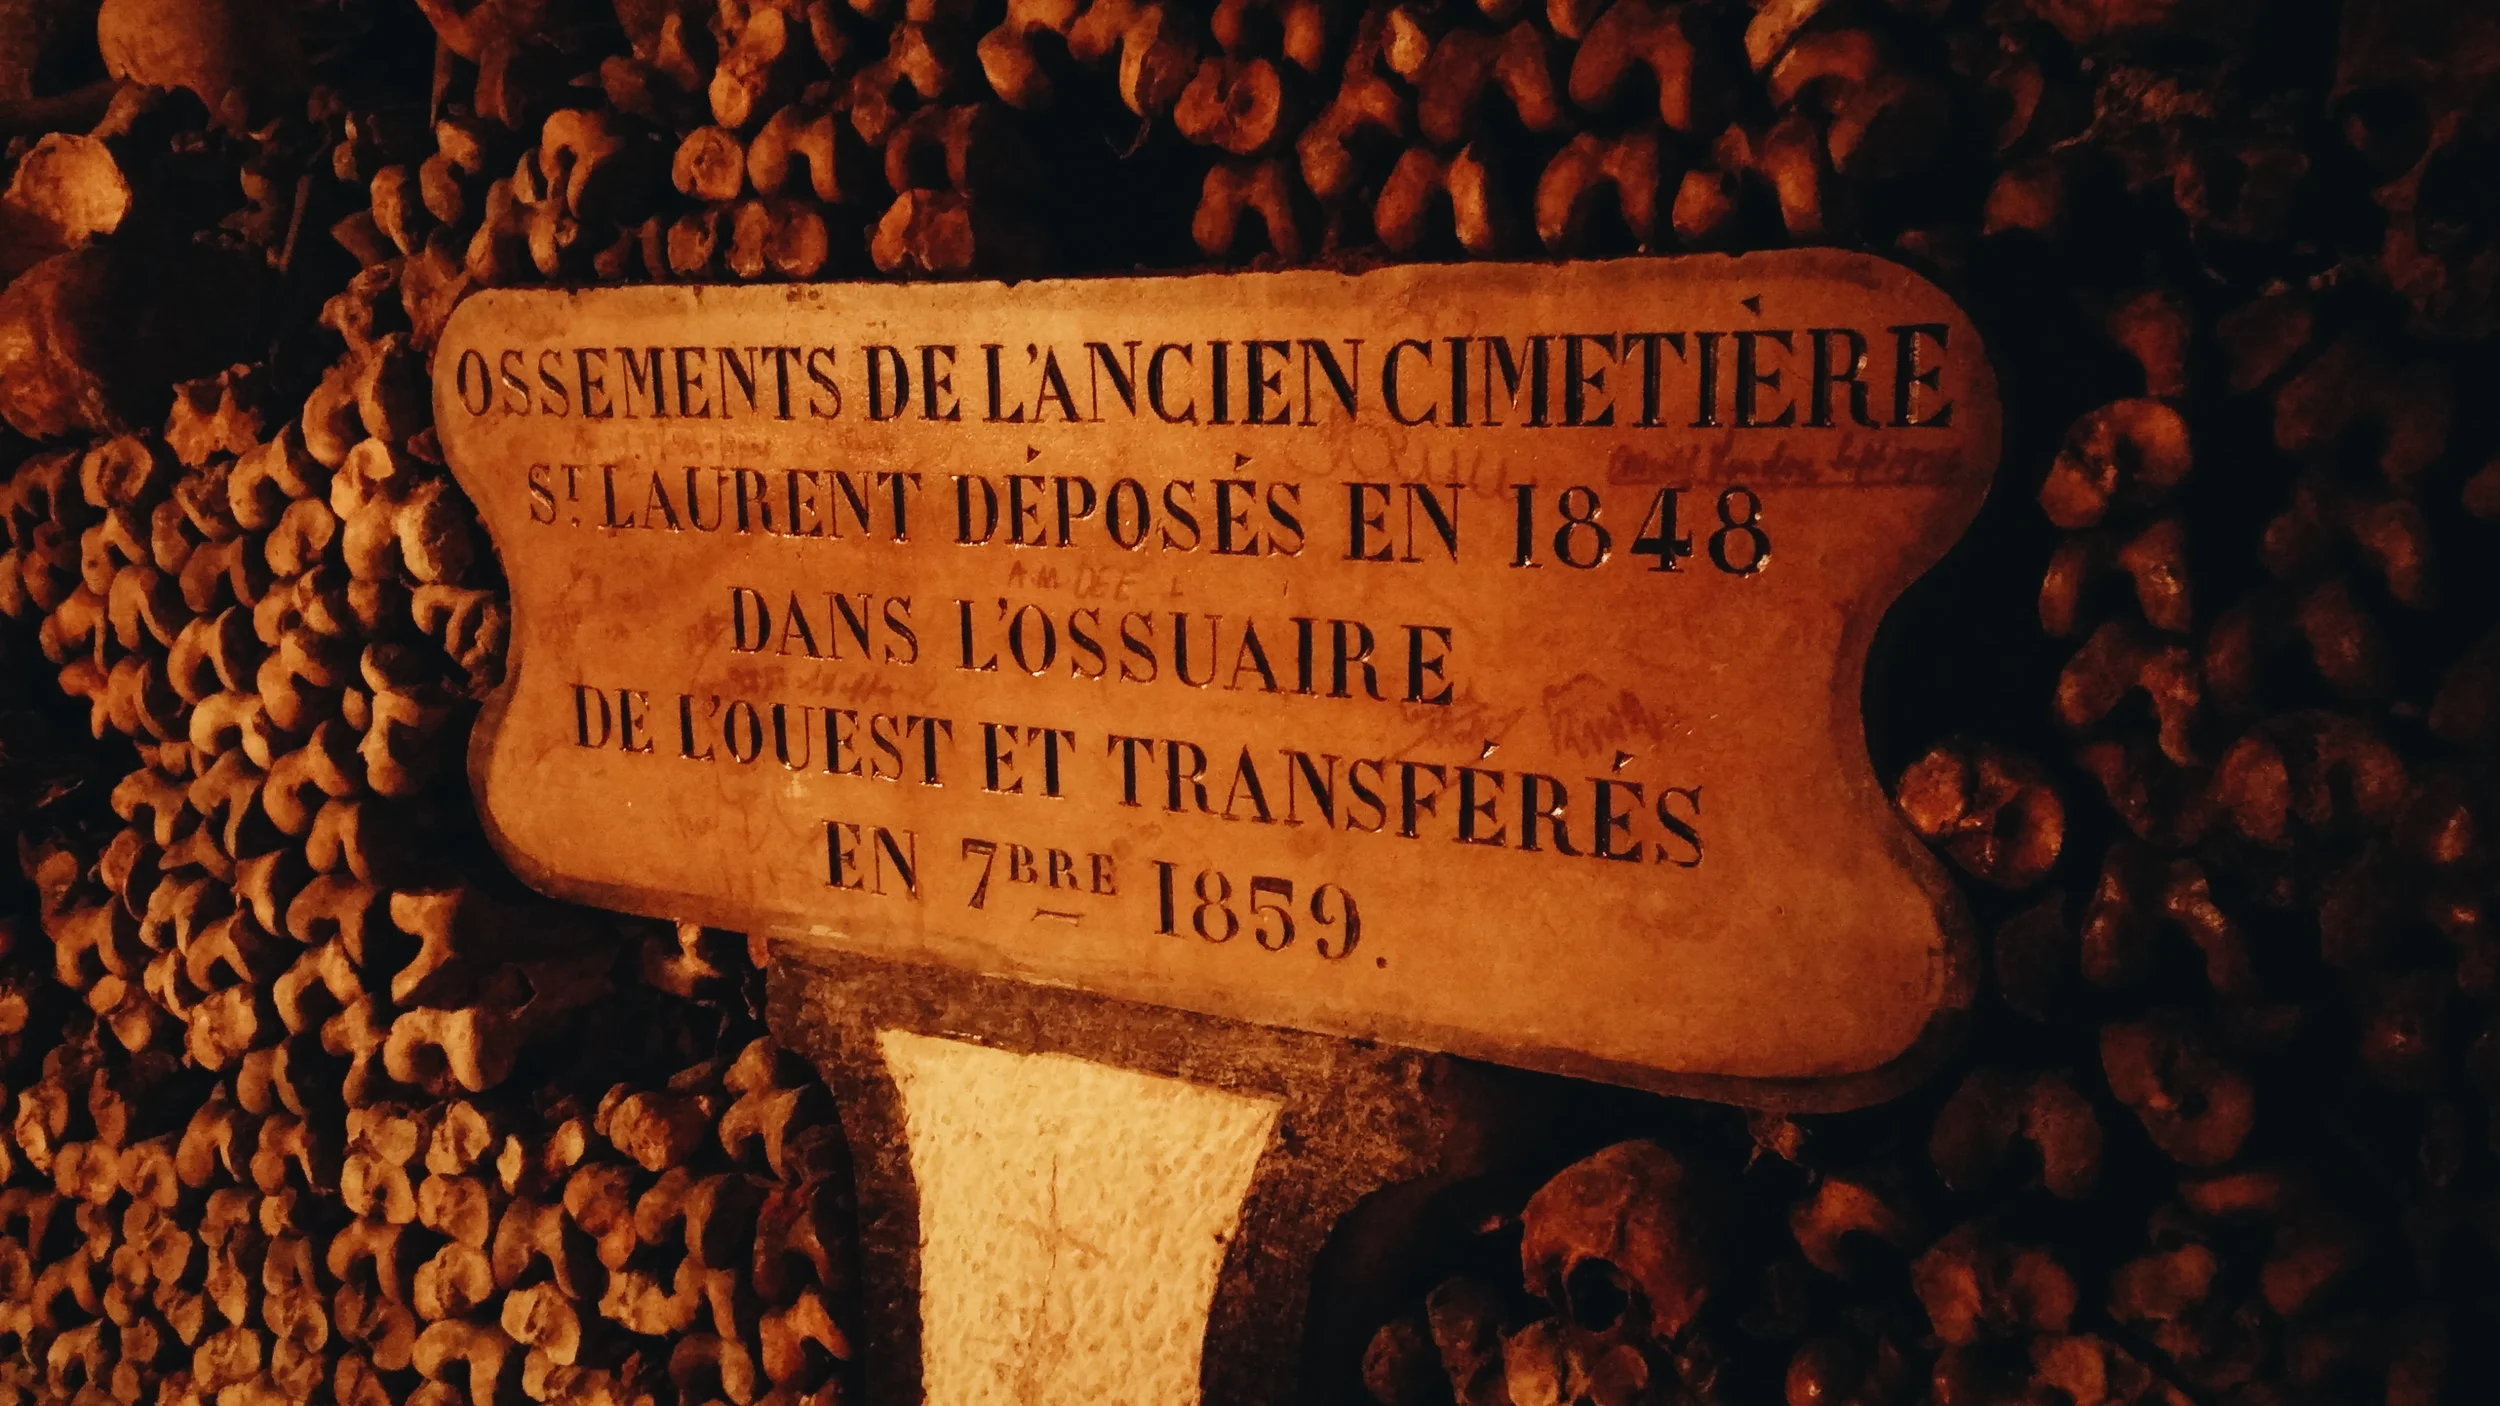 OSSEMENTS DE L'ANCIEN CIMETIÈRE
ST. LAURENT DÉPOSÉS EN 1848
DANS L'OSSUAIRE
DE L'OUEST ET TRANSFÉRÉS
EN 7BRE 1859.